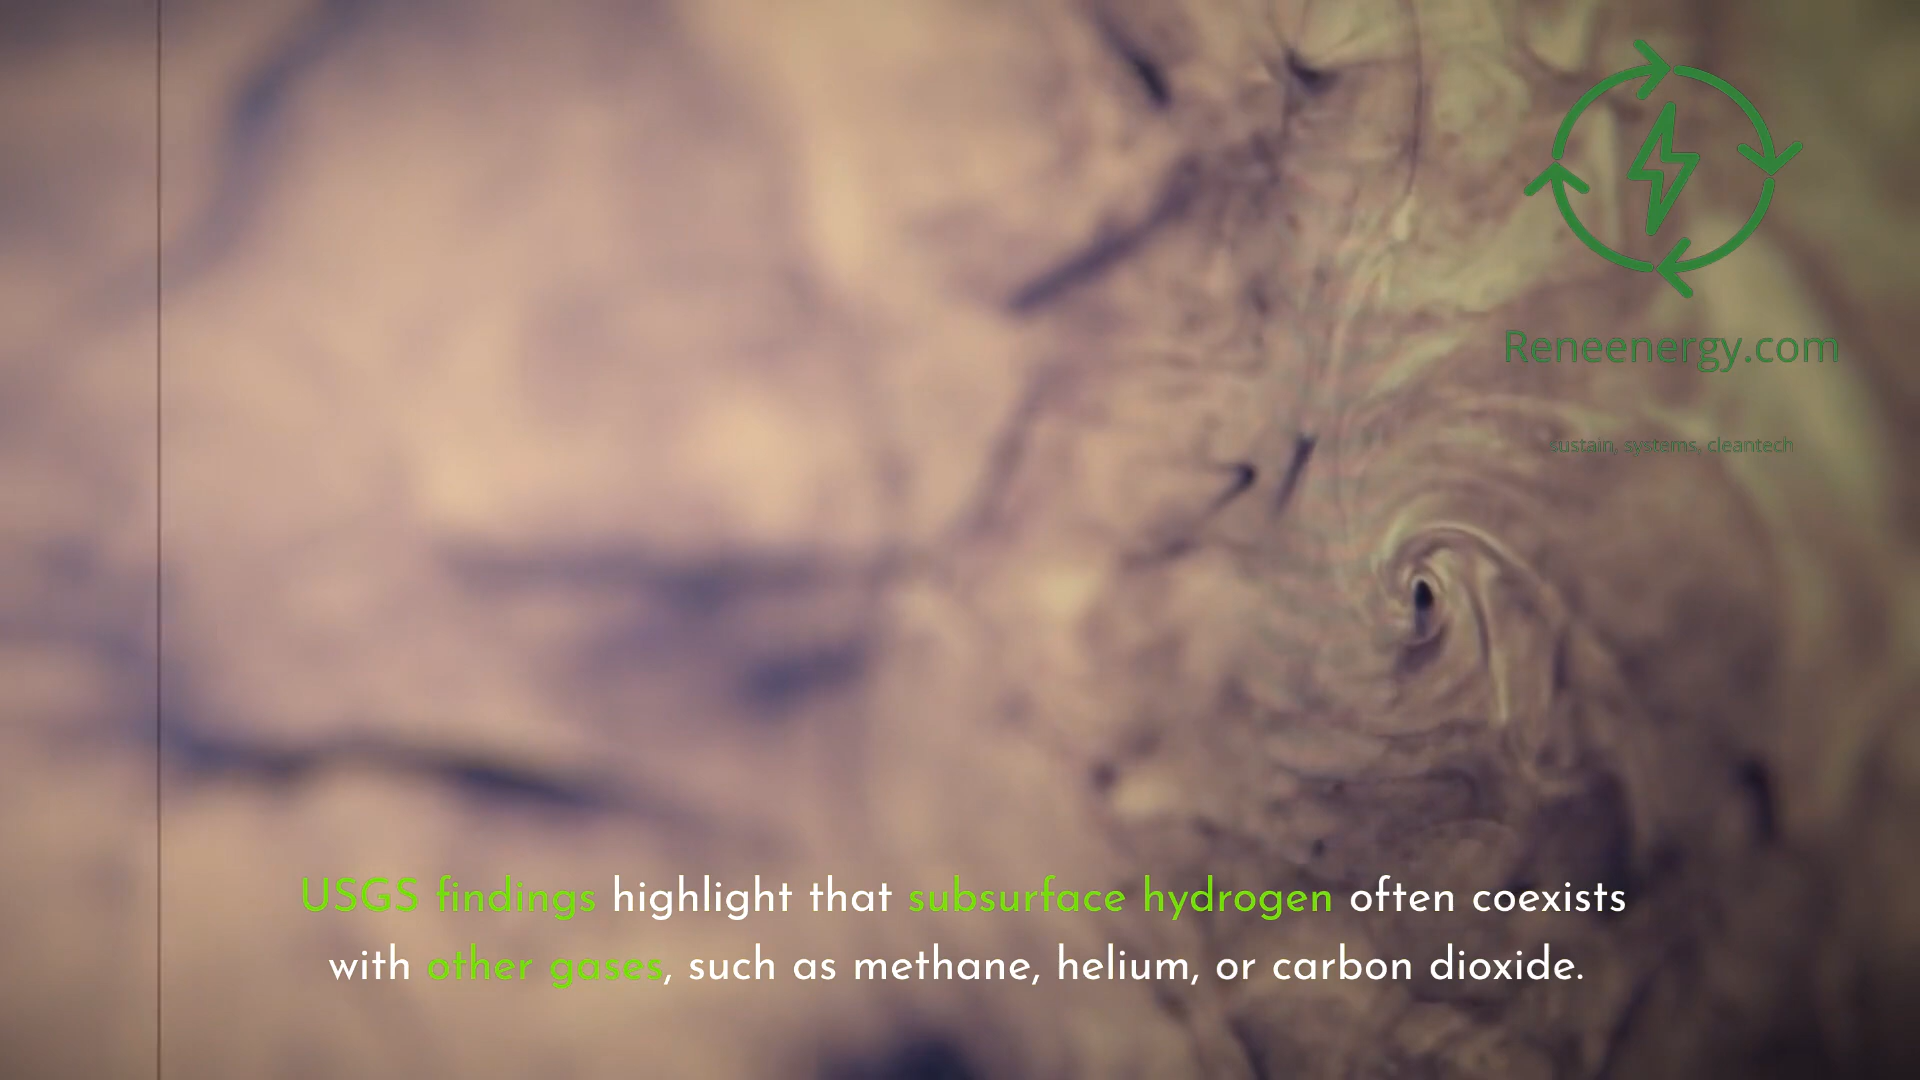 Reneenergy.com
sustain, systems, cleantech
USGS findings highlight that subsurface hydrogen often coexists
with other gases, such as methane, helium, or carbon dioxide.